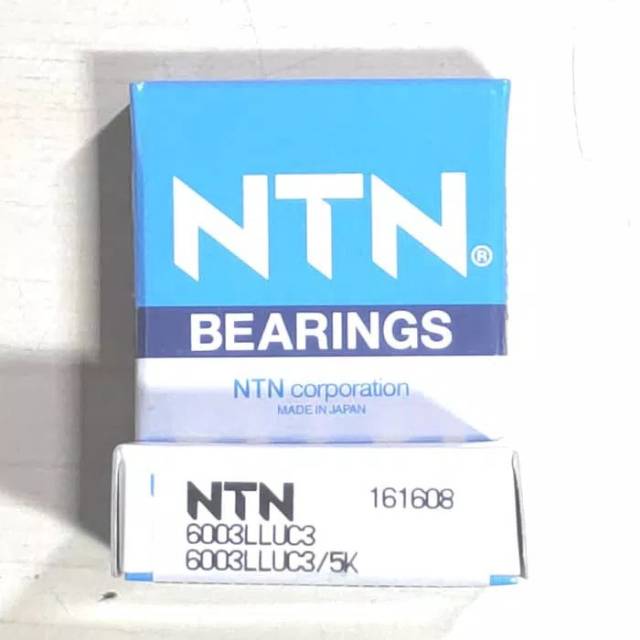 NTN®
BEARINGS
NTN corporation
MADE IN JAPAN
NTN 161608
6003LLUC3
6003LLUC3/5K